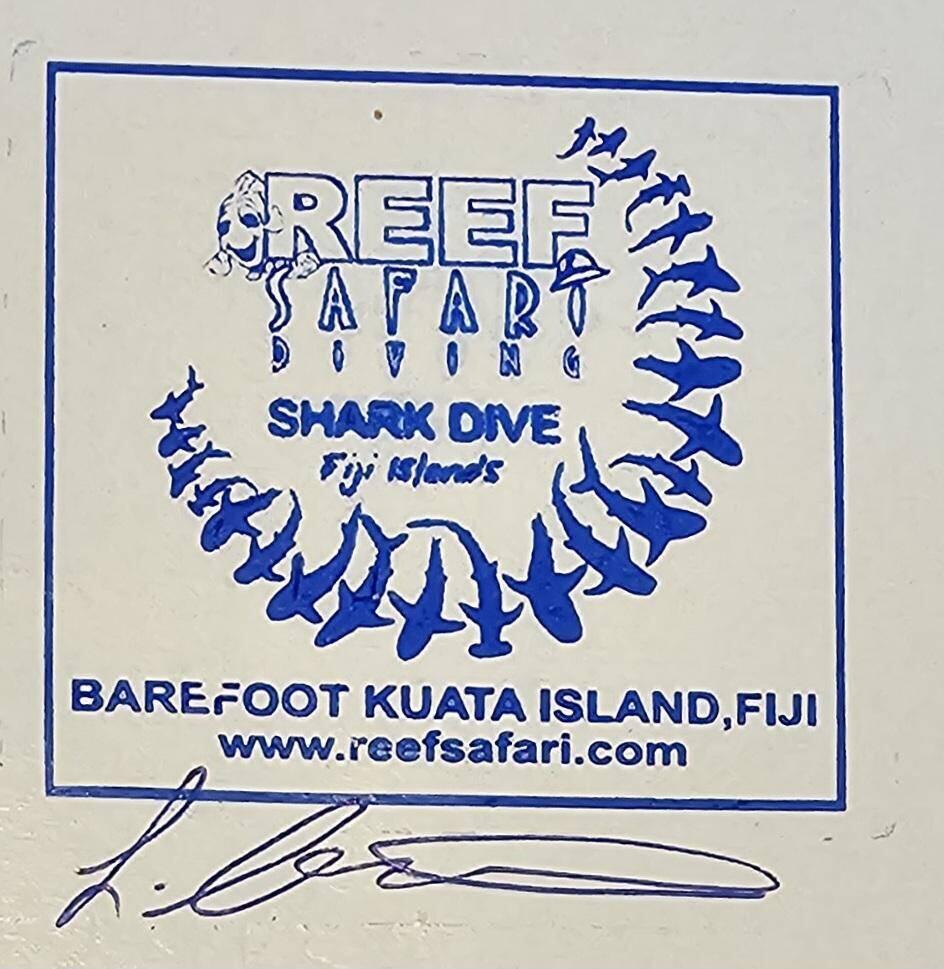 REEF
SAFARI
DIVING
SHARK DIVE
Fiji Islands
BAREFOOT KUATA ISLAND,FIJI
www.reefsafari.com
L.